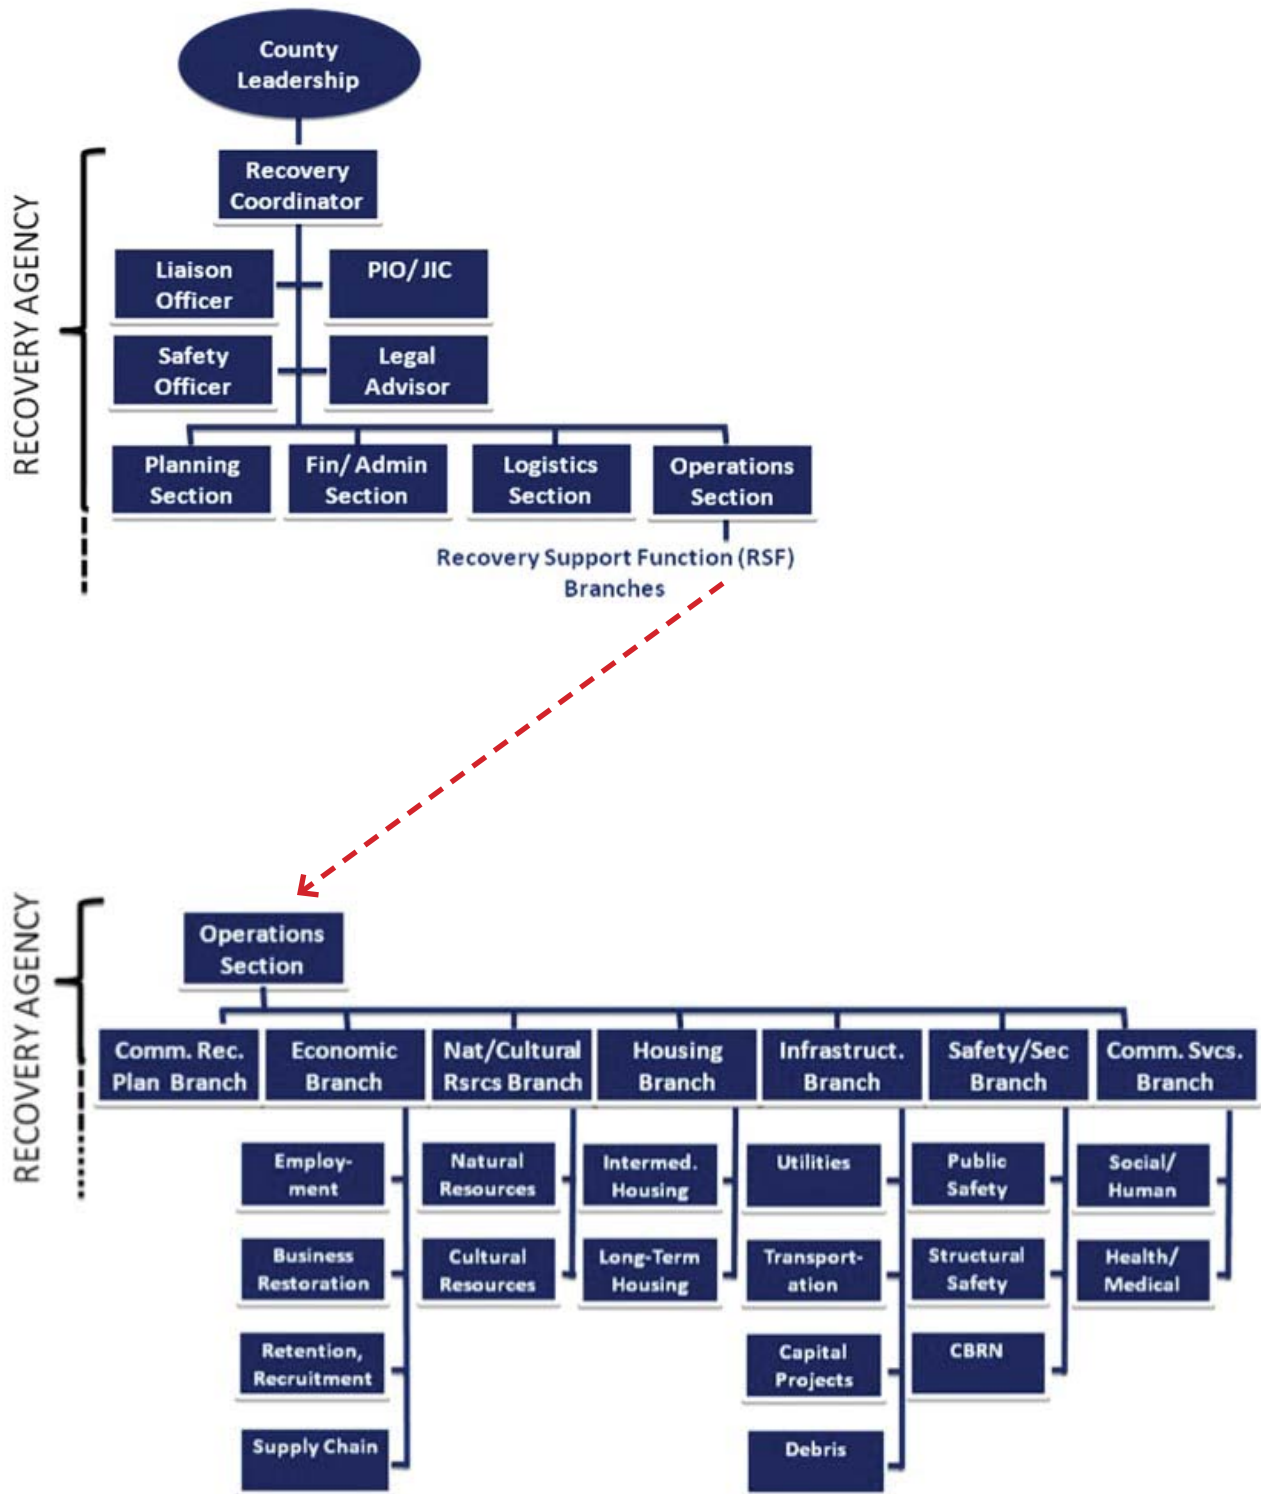 County
Leadership
RECOVERY AGENCY
Recovery
Coordinator
Liaison
Officer
PIO/ JIC
Safety
Officer
Legal
Advisor
Planning
Section
Fin/ Admin
Section
Logistics
Section
Operations
Section
Recovery Support Function (RSF)
Branches
RECOVERY AGENCY
Operations
Section
Comm. Rec.
Plan Branch
Economic
Branch
Nat/Cultural
Rsrcs Branch
Housing
Branch
Infrastruct.
Branch
Safety/Sec
Branch
Comm. Svcs.
Branch
Employ-
ment
Natural
Resources
Intermed.
Housing
Utilities
Public
Safety
Social/
Human
Business
Restoration
Cultural
Resources
Long-Term
Housing
Transport-
ation
Structural
Safety
Health/
Medical
Retention,
Recruitment
Capital
Projects
CBRN
Supply Chain
Debris